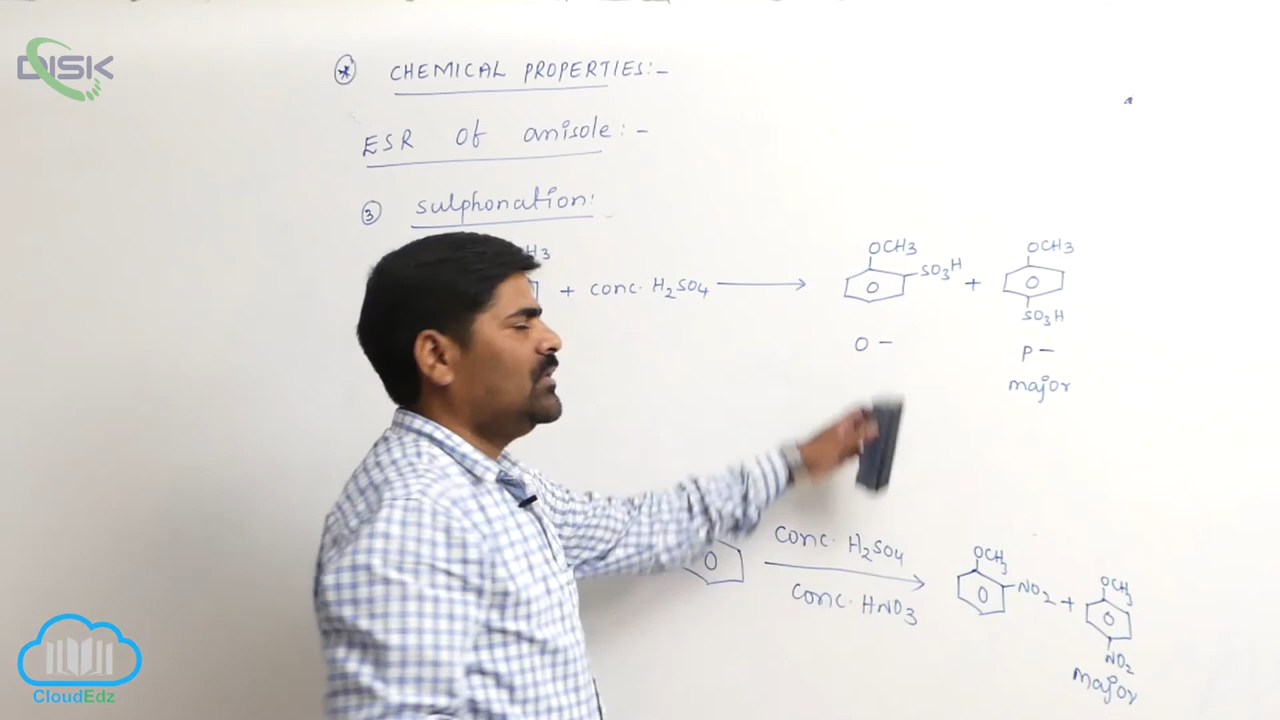 DISK
* CHEMICAL PROPERTIES:-
ESR of anisole:-
3 sulphonation:
H3 + conc. H2SO4 → OCH3 SO3H + OCH3 SO3H
O -
P -
major
conc. H2SO4
conc. HNO3
OCH3 NO2 + OCH3 NO2
major
CloudEdz